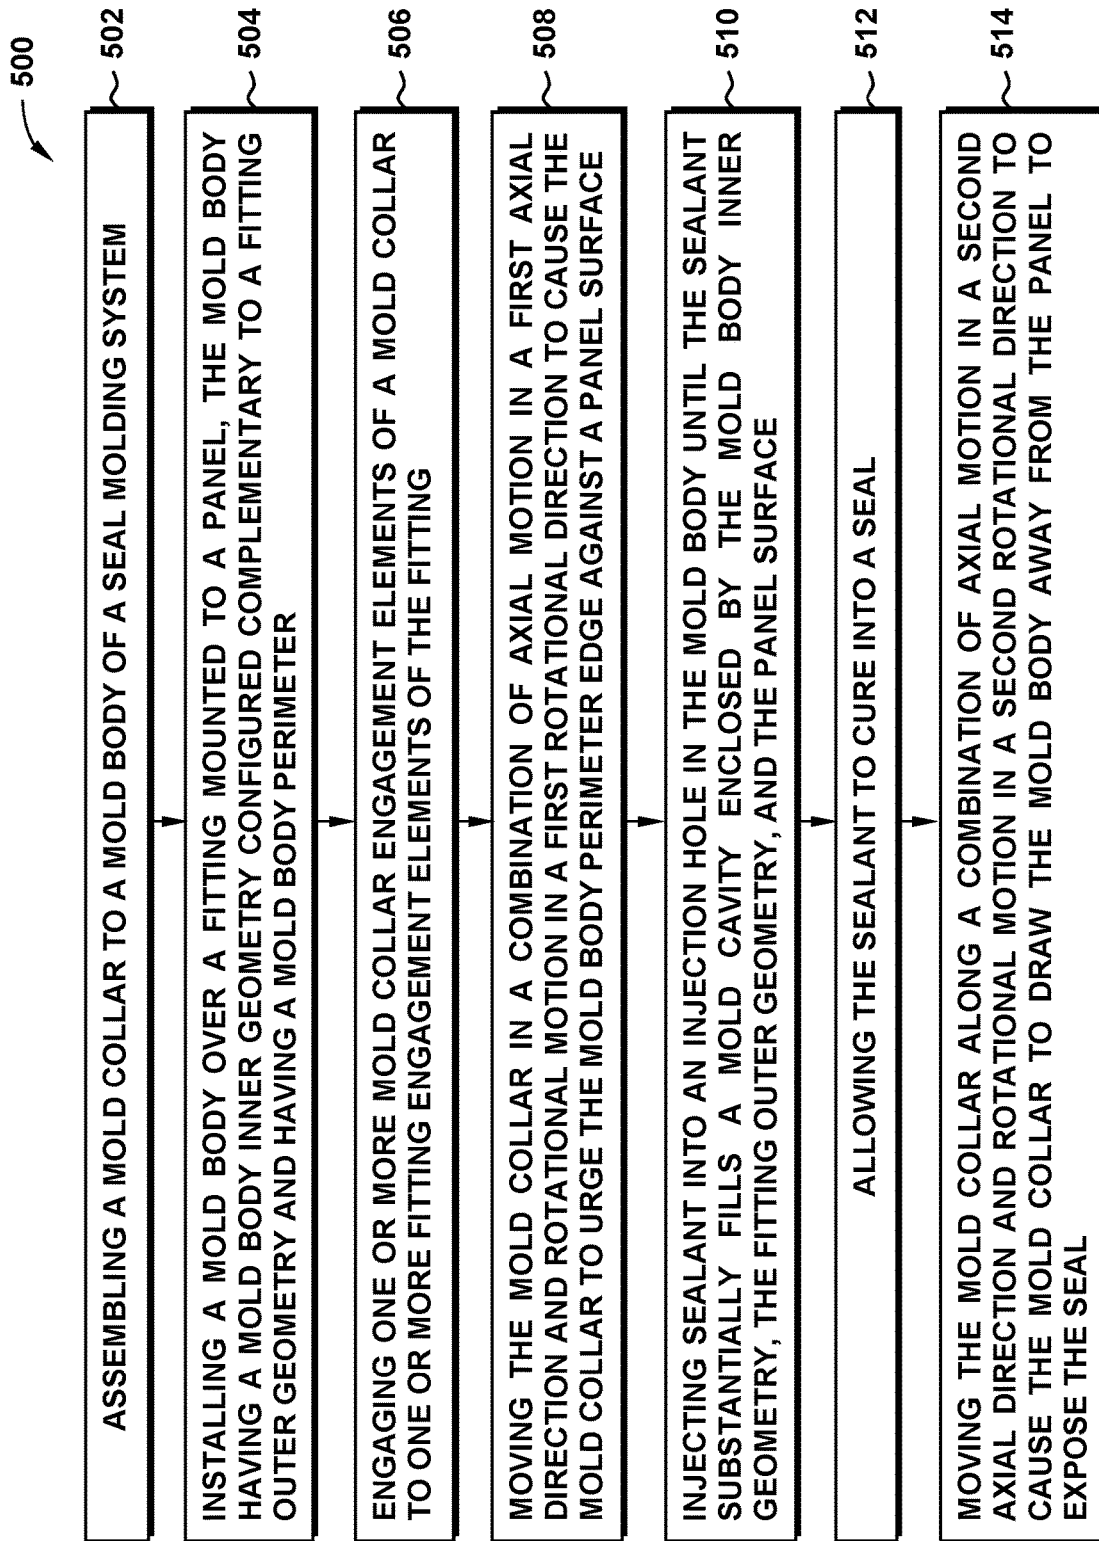 500
ASSEMBLING A MOLD COLLAR TO A MOLD BODY OF A SEAL MOLDING SYSTEM
502
INSTALLING A MOLD BODY OVER A FITTING MOUNTED TO A PANEL, THE MOLD BODY
HAVING A MOLD BODY INNER GEOMETRY CONFIGURED COMPLEMENTARY TO A FITTING
OUTER GEOMETRY AND HAVING A MOLD BODY PERIMETER
504
ENGAGING ONE OR MORE MOLD COLLAR ENGAGEMENT ELEMENTS OF A MOLD COLLAR
TO ONE OR MORE FITTING ENGAGEMENT ELEMENTS OF THE FITTING
506
MOVING THE MOLD COLLAR IN A COMBINATION OF AXIAL MOTION IN A FIRST AXIAL
DIRECTION AND ROTATIONAL MOTION IN A FIRST ROTATIONAL DIRECTION TO CAUSE THE
MOLD COLLAR TO URGE THE MOLD BODY PERIMETER EDGE AGAINST A PANEL SURFACE
508
INJECTING SEALANT INTO AN INJECTION HOLE IN THE MOLD BODY UNTIL THE SEALANT
SUBSTANTIALLY FILLS A MOLD CAVITY ENCLOSED BY THE MOLD BODY INNER
GEOMETRY, THE FITTING OUTER GEOMETRY, AND THE PANEL SURFACE
510
ALLOWING THE SEALANT TO CURE INTO A SEAL
512
MOVING THE MOLD COLLAR ALONG A COMBINATION OF AXIAL MOTION IN A SECOND
AXIAL DIRECTION AND ROTATIONAL MOTION IN A SECOND ROTATIONAL DIRECTION TO
CAUSE THE MOLD COLLAR TO DRAW THE MOLD BODY AWAY FROM THE PANEL TO
EXPOSE THE SEAL
514